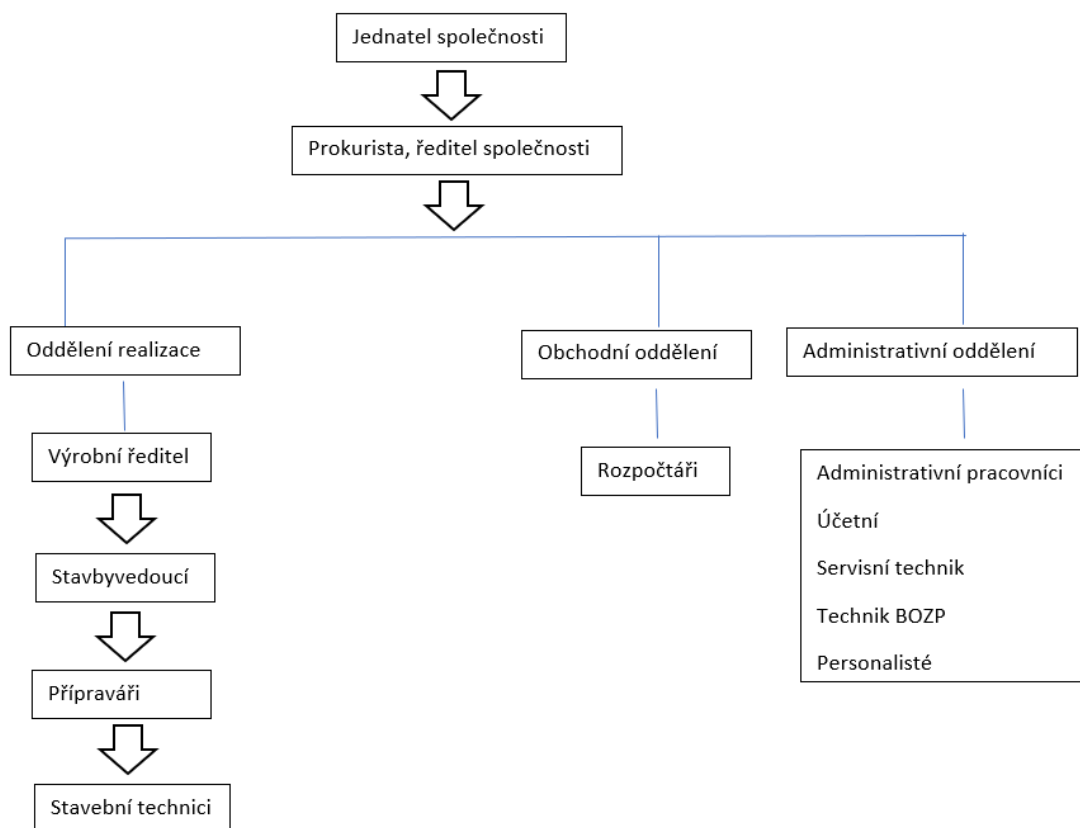 Jednatel společnosti
Prokurista, ředitel společnosti
Oddělení realizace
Obchodní oddělení
Administrativní oddělení
Výrobní ředitel
Rozpočtáři
Administrativní pracovníci
Účetní
Servisní technik
Technik BOZP
Personalisté
Stavbyvedoucí
Přípraváři
Stavební technici